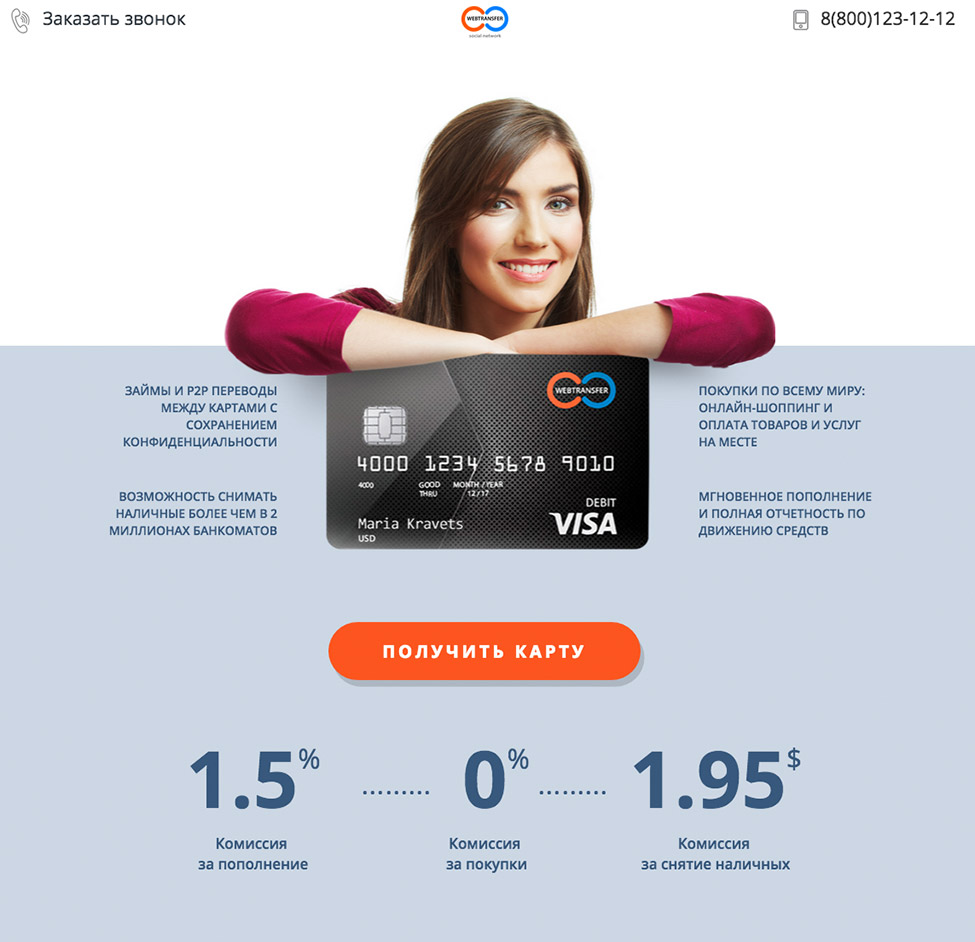 Заказать звонок
WEBTRANSFER
social network
8(800)123-12-12
ЗАЙМЫ И P2P ПЕРЕВОДЫ
МЕЖДУ КАРТАМИ С
СОХРАНЕНИЕМ
КОНФИДЕНЦИАЛЬНОСТИ
ВОЗМОЖНОСТЬ СНИМАТЬ
НАЛИЧНЫЕ БОЛЕЕ ЧЕМ В 2
МИЛЛИОНАХ БАНКОМАТОВ
WEBTRANSFER
4000 1234 5678 9010
4000
GOOD
THRU
MONTH / YEAR
12 / 17
DEBIT
VISA
Maria Kravets
USD
ПОКУПКИ ПО ВСЕМУ МИРУ:
ОНЛАЙН-ШОППИНГ И
ОПЛАТА ТОВАРОВ И УСЛУГ
НА МЕСТЕ
МГНОВЕННОЕ ПОПОЛНЕНИЕ
И ПОЛНАЯ ОТЧЕТНОСТЬ ПО
ДВИЖЕНИЮ СРЕДСТВ
ПОЛУЧИТЬ КАРТУ
1.5%
Комиссия
за пополнение
0%
Комиссия
за покупки
1.95$
Комиссия
за снятие наличных